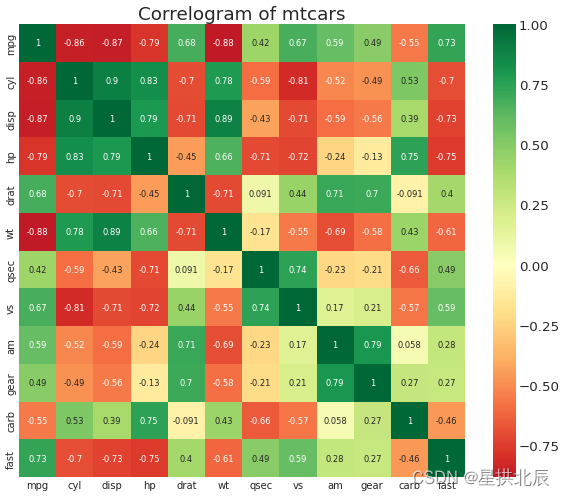 Correlogram of mtcars
mpg 1 -0.86 -0.87 -0.79 0.68 -0.88 0.42 0.67 0.59 0.49 -0.55 0.73
cyl -0.86 1 0.9 0.83 -0.7 0.78 -0.59 -0.81 -0.52 -0.49 0.53 -0.7
disp -0.87 0.9 1 0.79 -0.71 0.89 -0.43 -0.71 -0.59 -0.56 0.39 -0.73
hp -0.79 0.83 0.79 1 -0.45 0.66 -0.71 -0.72 -0.24 -0.13 0.75 -0.75
drat 0.68 -0.7 -0.71 -0.45 1 -0.71 0.091 0.44 0.71 0.7 -0.091 0.4
wt -0.88 0.78 0.89 0.66 -0.71 1 -0.17 -0.55 -0.69 -0.58 0.43 -0.61
qsec 0.42 -0.59 -0.43 -0.71 0.091 -0.17 1 0.74 -0.23 -0.21 -0.66 0.49
vs 0.67 -0.81 -0.71 -0.72 0.44 -0.55 0.74 1 0.17 0.21 -0.57 0.59
am 0.59 -0.52 -0.59 -0.24 0.71 -0.69 -0.23 0.17 1 0.79 0.058 0.28
gear 0.49 -0.49 -0.56 -0.13 0.7 -0.58 -0.21 0.21 0.79 1 0.27 0.27
carb -0.55 0.53 0.39 0.75 -0.091 0.43 -0.66 -0.57 0.058 0.27 1 -0.46
fast 0.73 -0.7 -0.73 -0.75 0.4 -0.61 0.49 0.59 0.28 0.27 -0.46 1
mpg cyl disp hp drat wt qsec vs am gear carb fast
1.00
0.75
0.50
0.25
0.00
−0.25
−0.50
−0.75
CSDN @星拱北辰